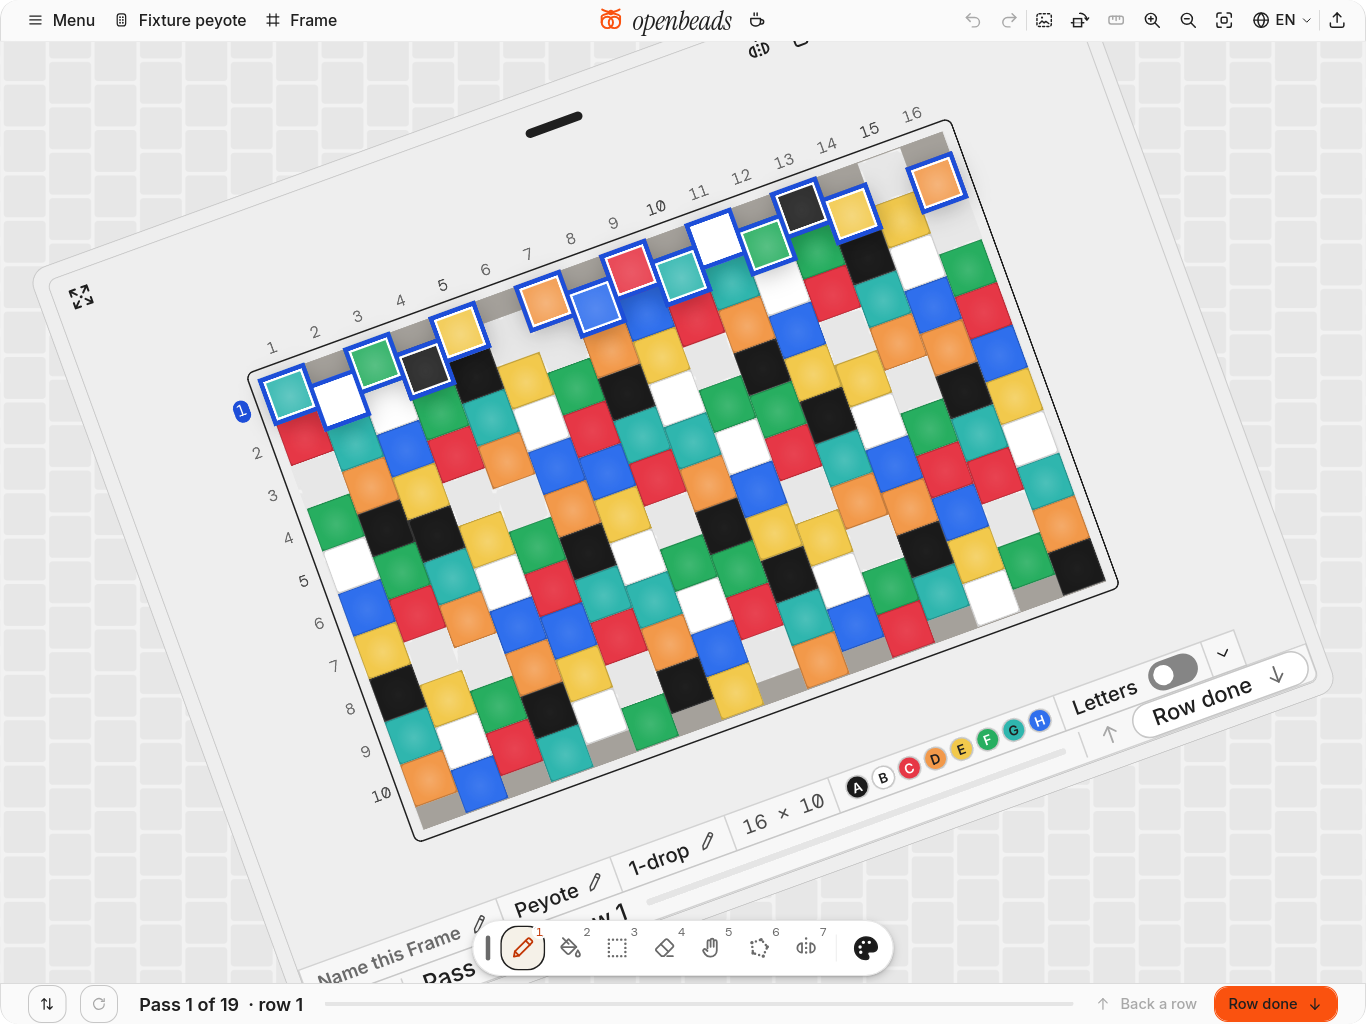 Menu
Fixture peyote
Frame
openbeads
EN
1 2 3 4 5 6 7 8 9 10 11 12 13 14 15 16
1
2
3
4
5
6
7
8
9
10
Name this Frame
Peyote
1-drop
16 × 10
A B C D E F G H
Letters
Pass
w 1
Row done
1 2 3 4 5 6 7
Pass 1 of 19 · row 1
Back a row
Row done